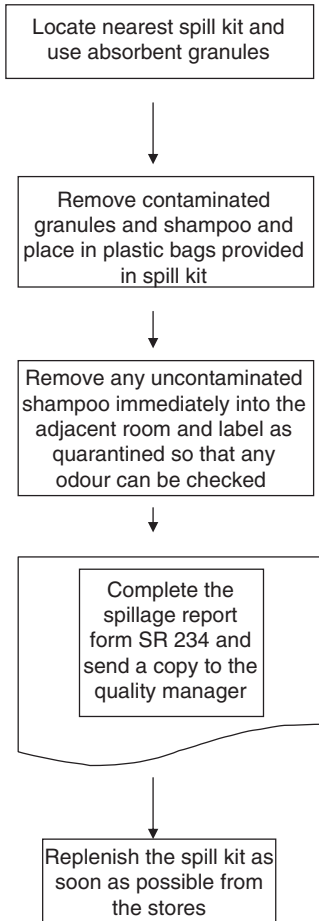 Locate nearest spill kit and
use absorbent granules
Remove contaminated
granules and shampoo and
place in plastic bags provided
in spill kit
Remove any uncontaminated
shampoo immediately into the
adjacent room and label as
quarantined so that any
odour can be checked
Complete the
spillage report
form SR 234 and
send a copy to the
quality manager
Replenish the spill kit as
soon as possible from
the stores